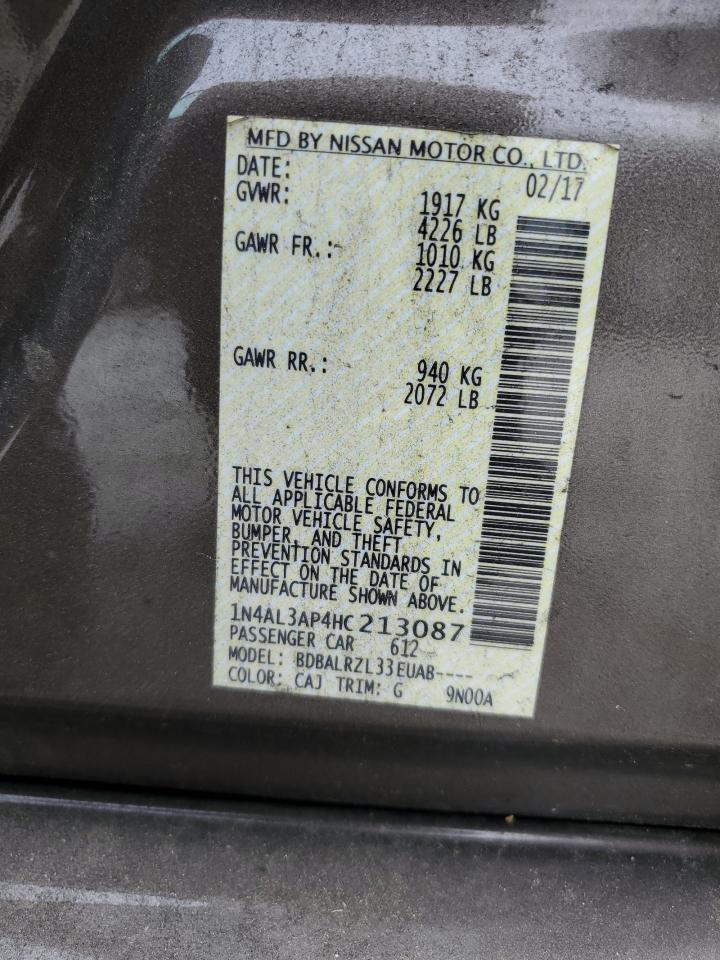 MFD BY NISSAN MOTOR CO., LTD.
DATE: 02/17
GVWR: 1917 KG
4226 LB
GAWR FR.: 1010 KG
2227 LB
GAWR RR.: 940 KG
2072 LB
THIS VEHICLE CONFORMS TO
ALL APPLICABLE FEDERAL
MOTOR VEHICLE SAFETY,
BUMPER, AND THEFT
PREVENTION STANDARDS IN
EFFECT ON THE DATE OF
MANUFACTURE SHOWN ABOVE.
1N4AL3AP4HC213087
PASSENGER CAR 612
MODEL: BDBALRZL33EUAB----
COLOR: CAJ TRIM: G 9N00A